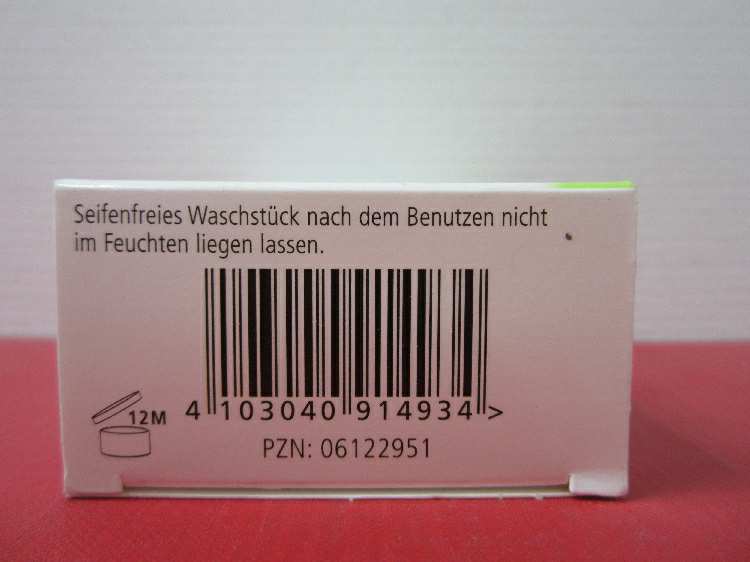 Seifenfreies Waschstück nach dem Benutzen nicht
im Feuchten liegen lassen.
12M
4 103040 914934 >
PZN: 06122951